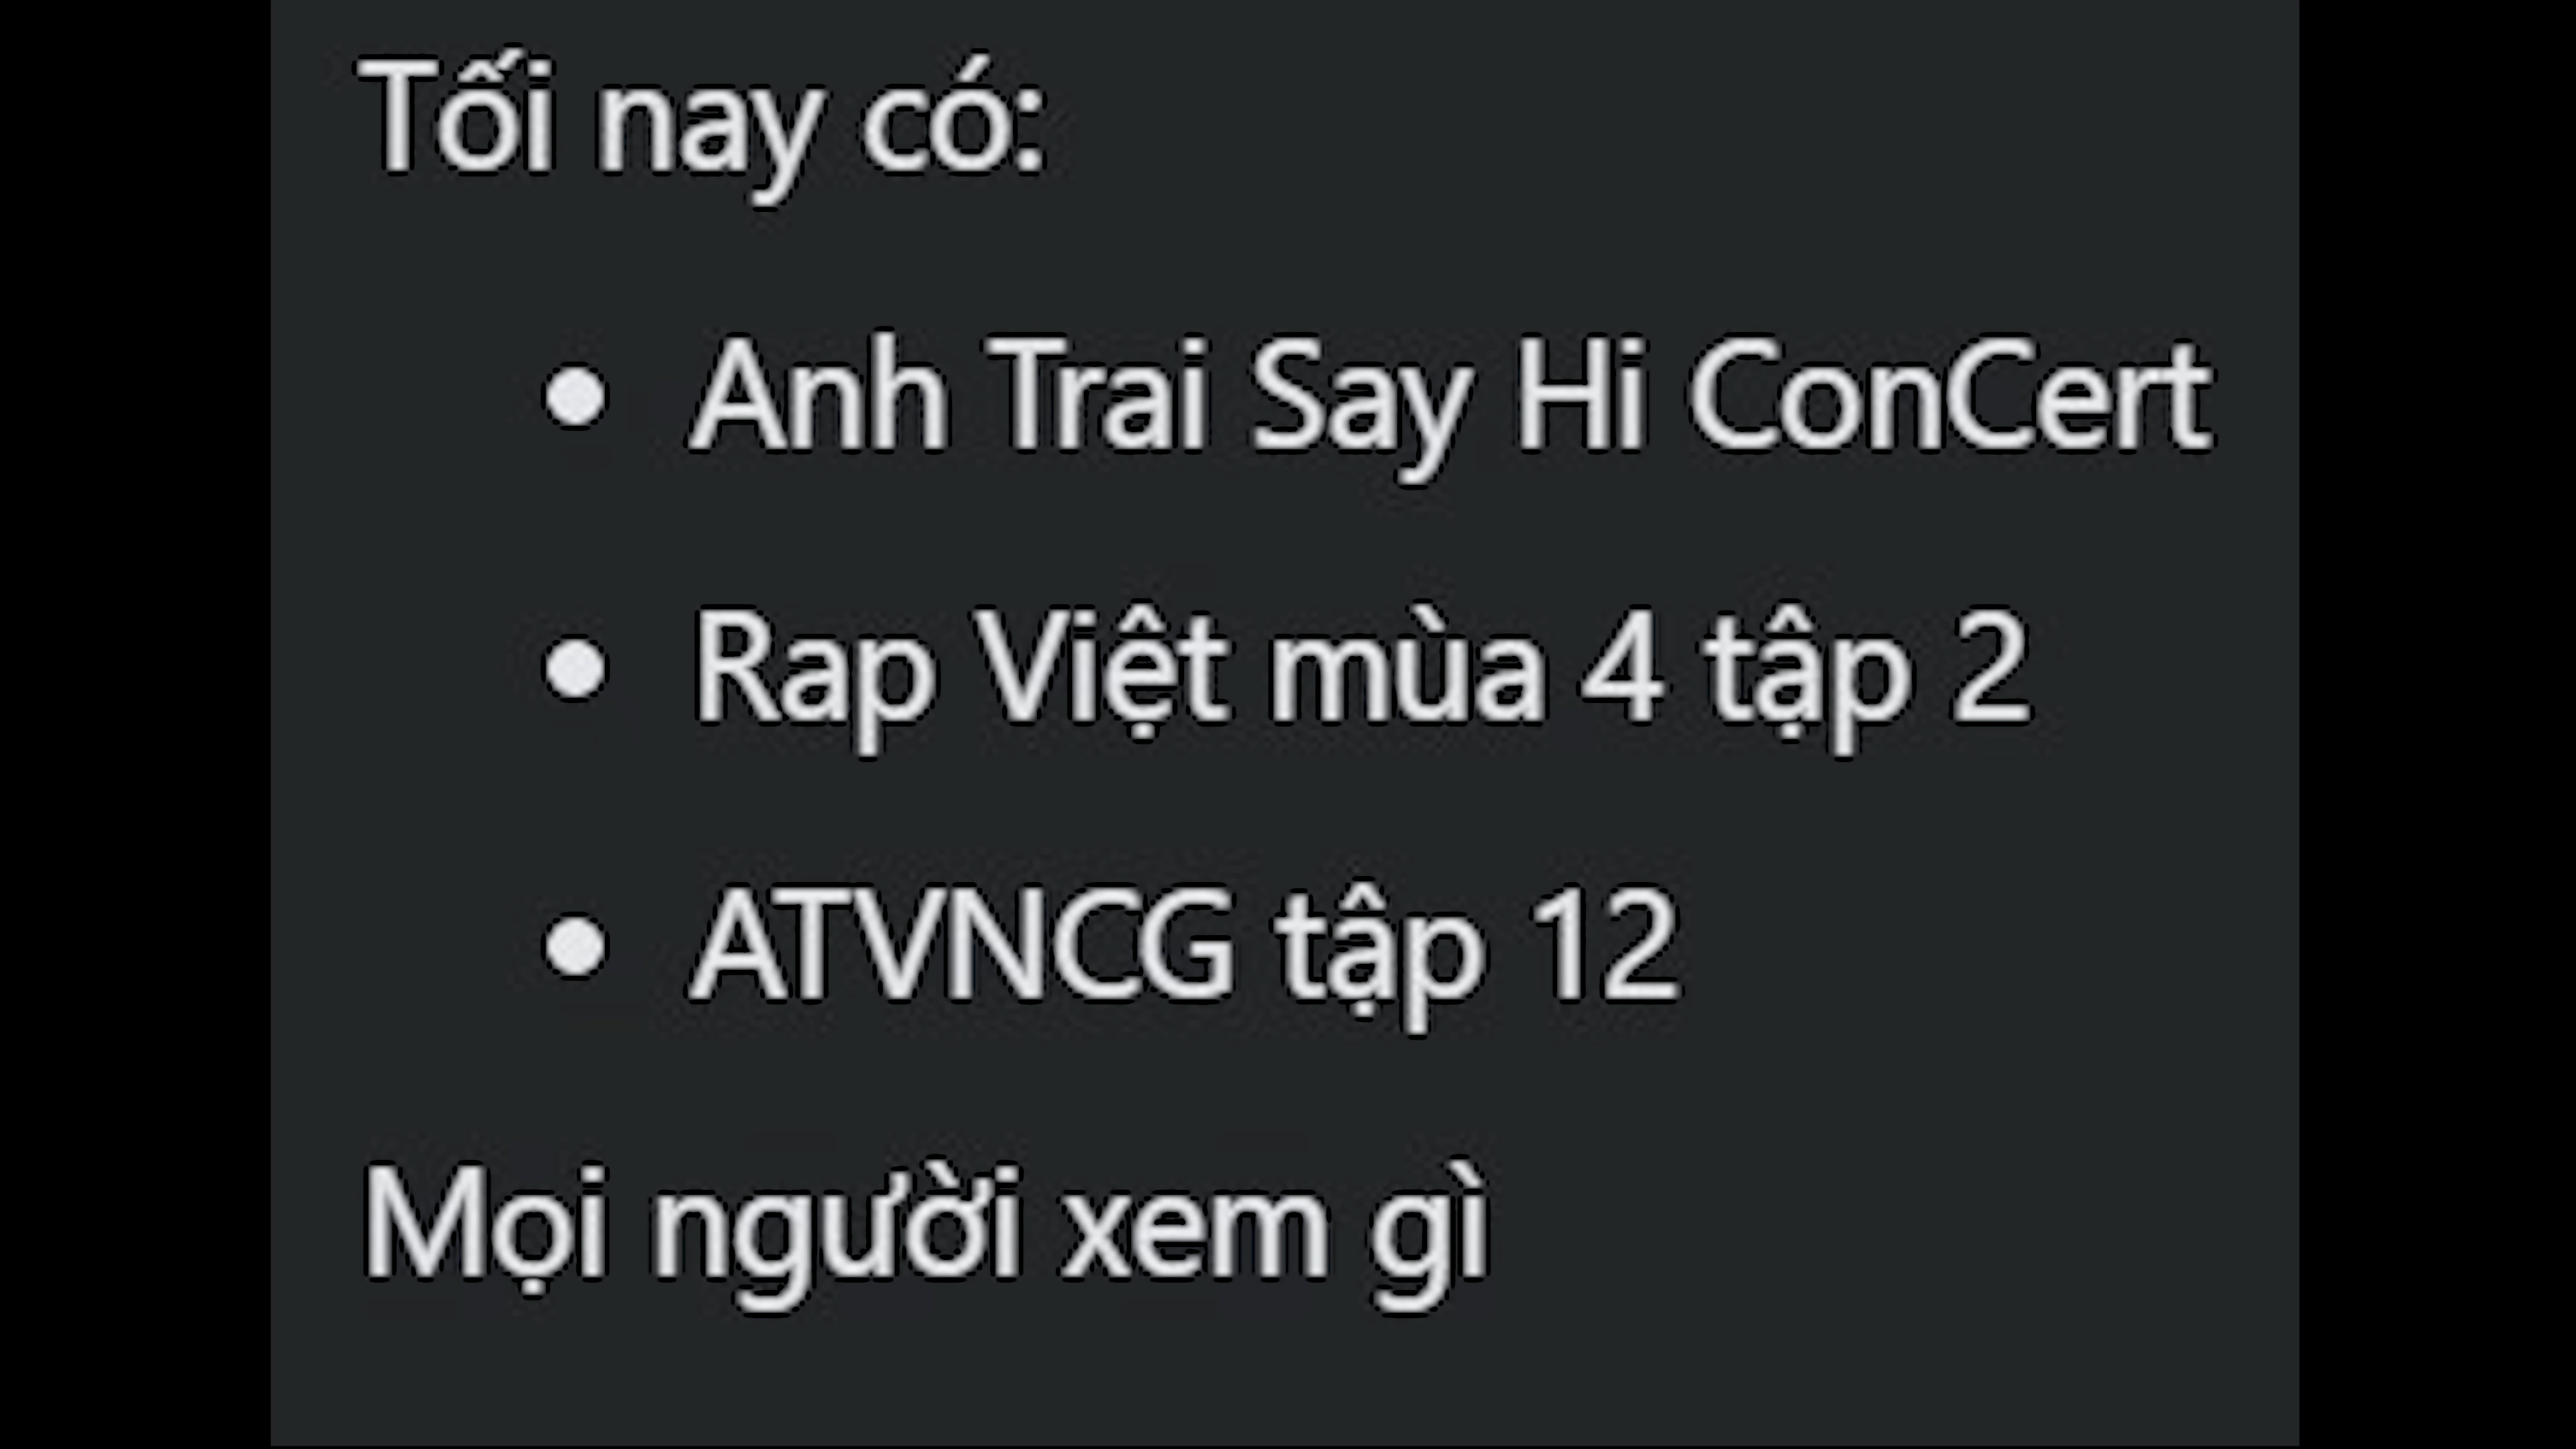 Tối nay có:
• Anh Trai Say Hi ConCert
• Rap Việt mùa 4 tập 2
• ATVNCG tập 12
Mọi người xem gì